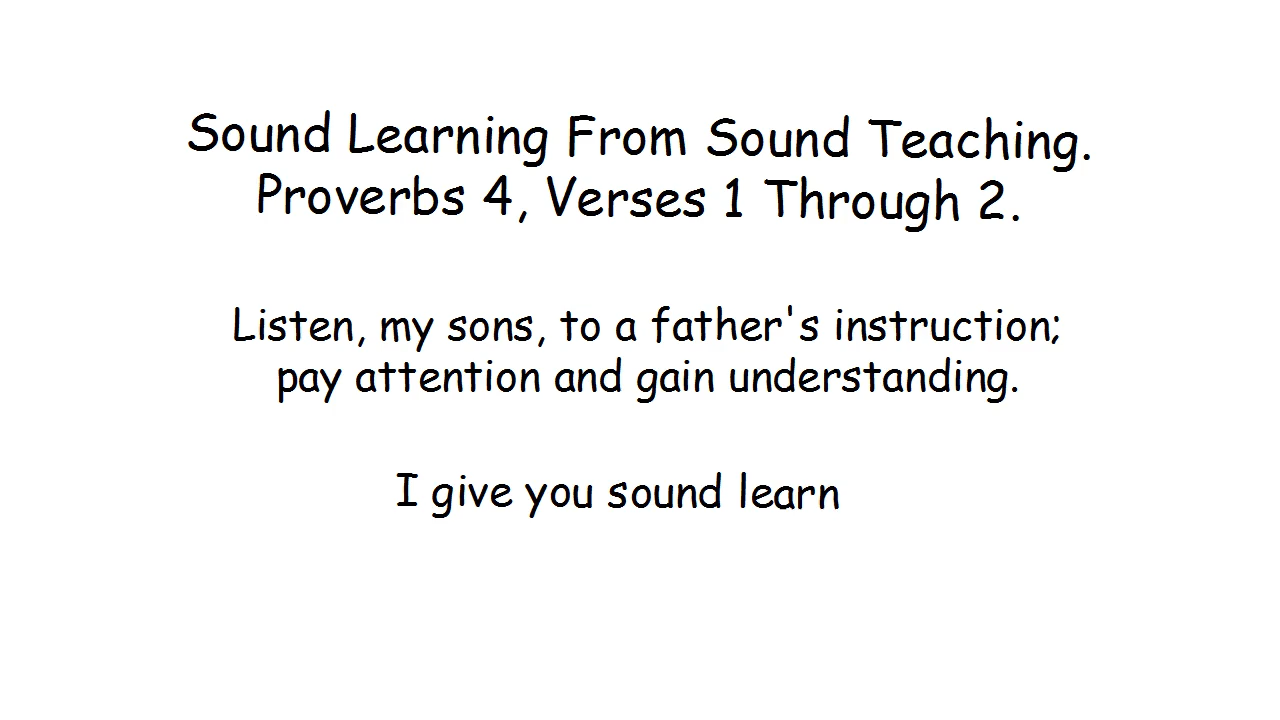 Sound Learning From Sound Teaching.
Proverbs 4, Verses 1 Through 2.
Listen, my sons, to a father's instruction;
pay attention and gain understanding.
I give you sound learn